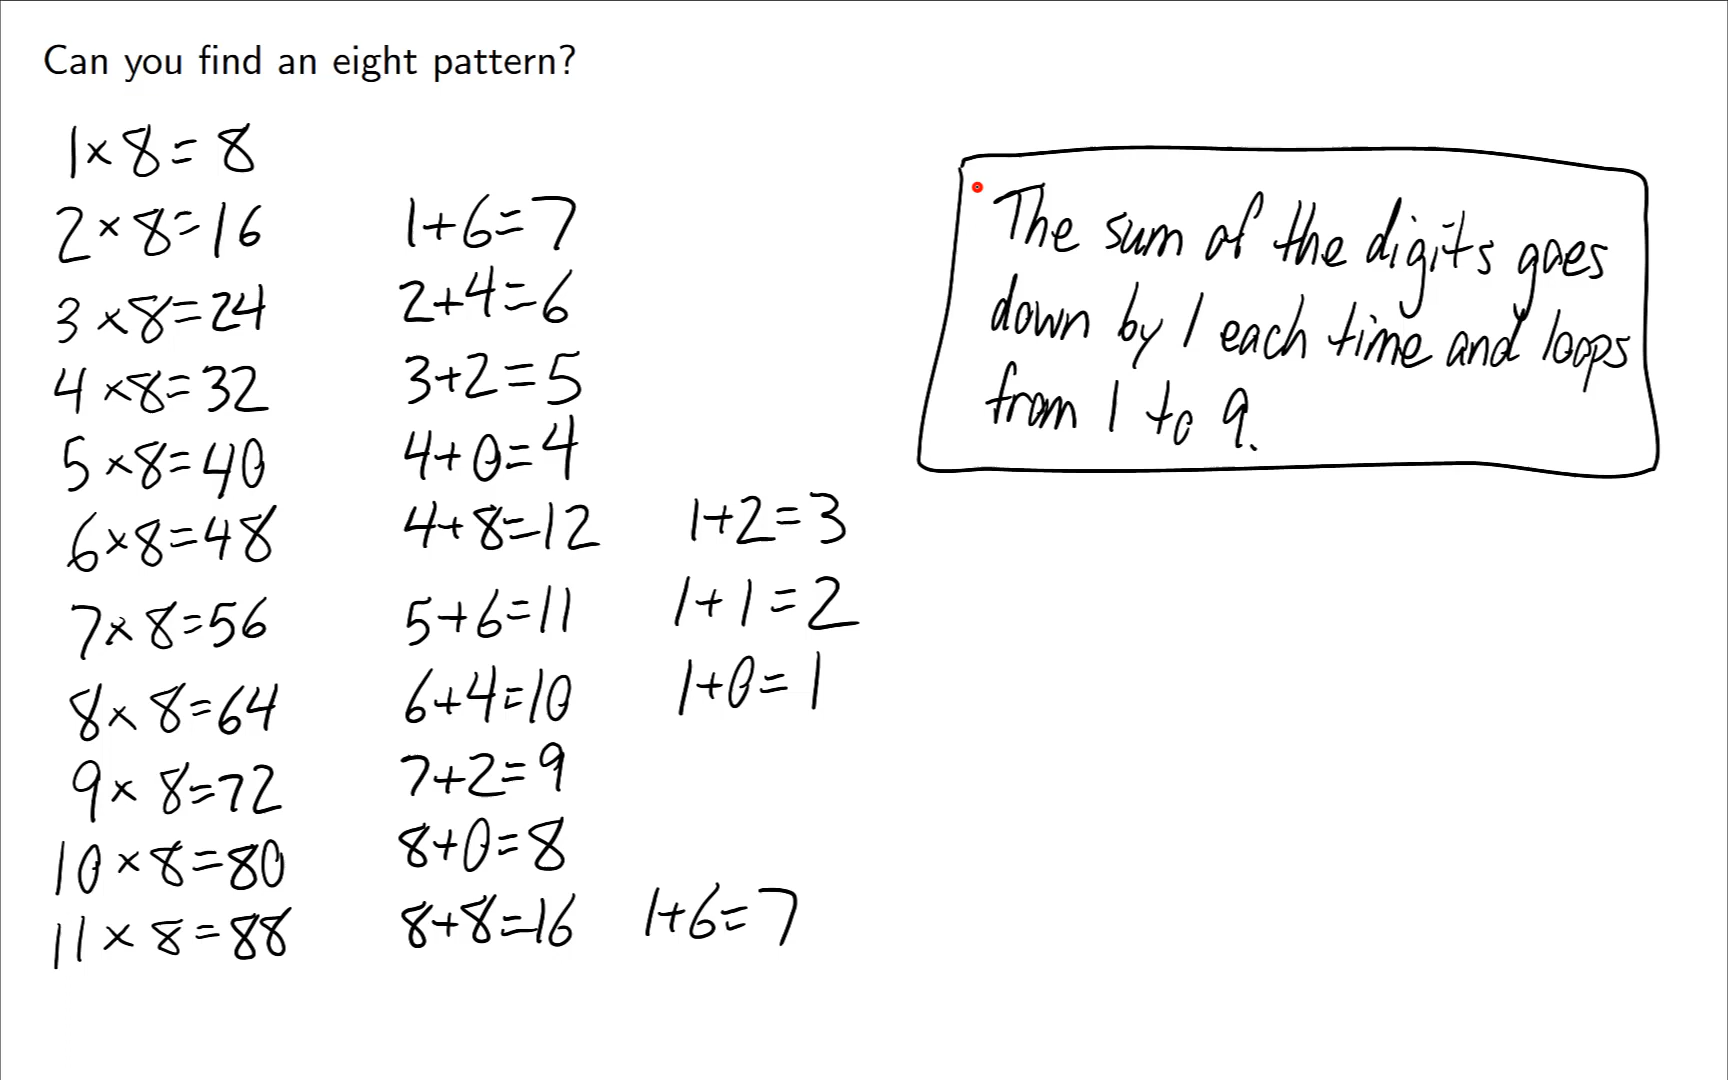 Can you find an eight pattern?
1×8=8
2×8=16 1+6=7
3×8=24 2+4=6
4×8=32 3+2=5
5×8=40 4+0=4
6×8=48 4+8=12 1+2=3
7×8=56 5+6=11 1+1=2
8×8=64 6+4=10 1+0=1
9×8=72 7+2=9
10×8=80 8+0=8
11×8=88 8+8=16 1+6=7
The sum of the digits goes
down by 1 each time and loops
from 1 to 9.